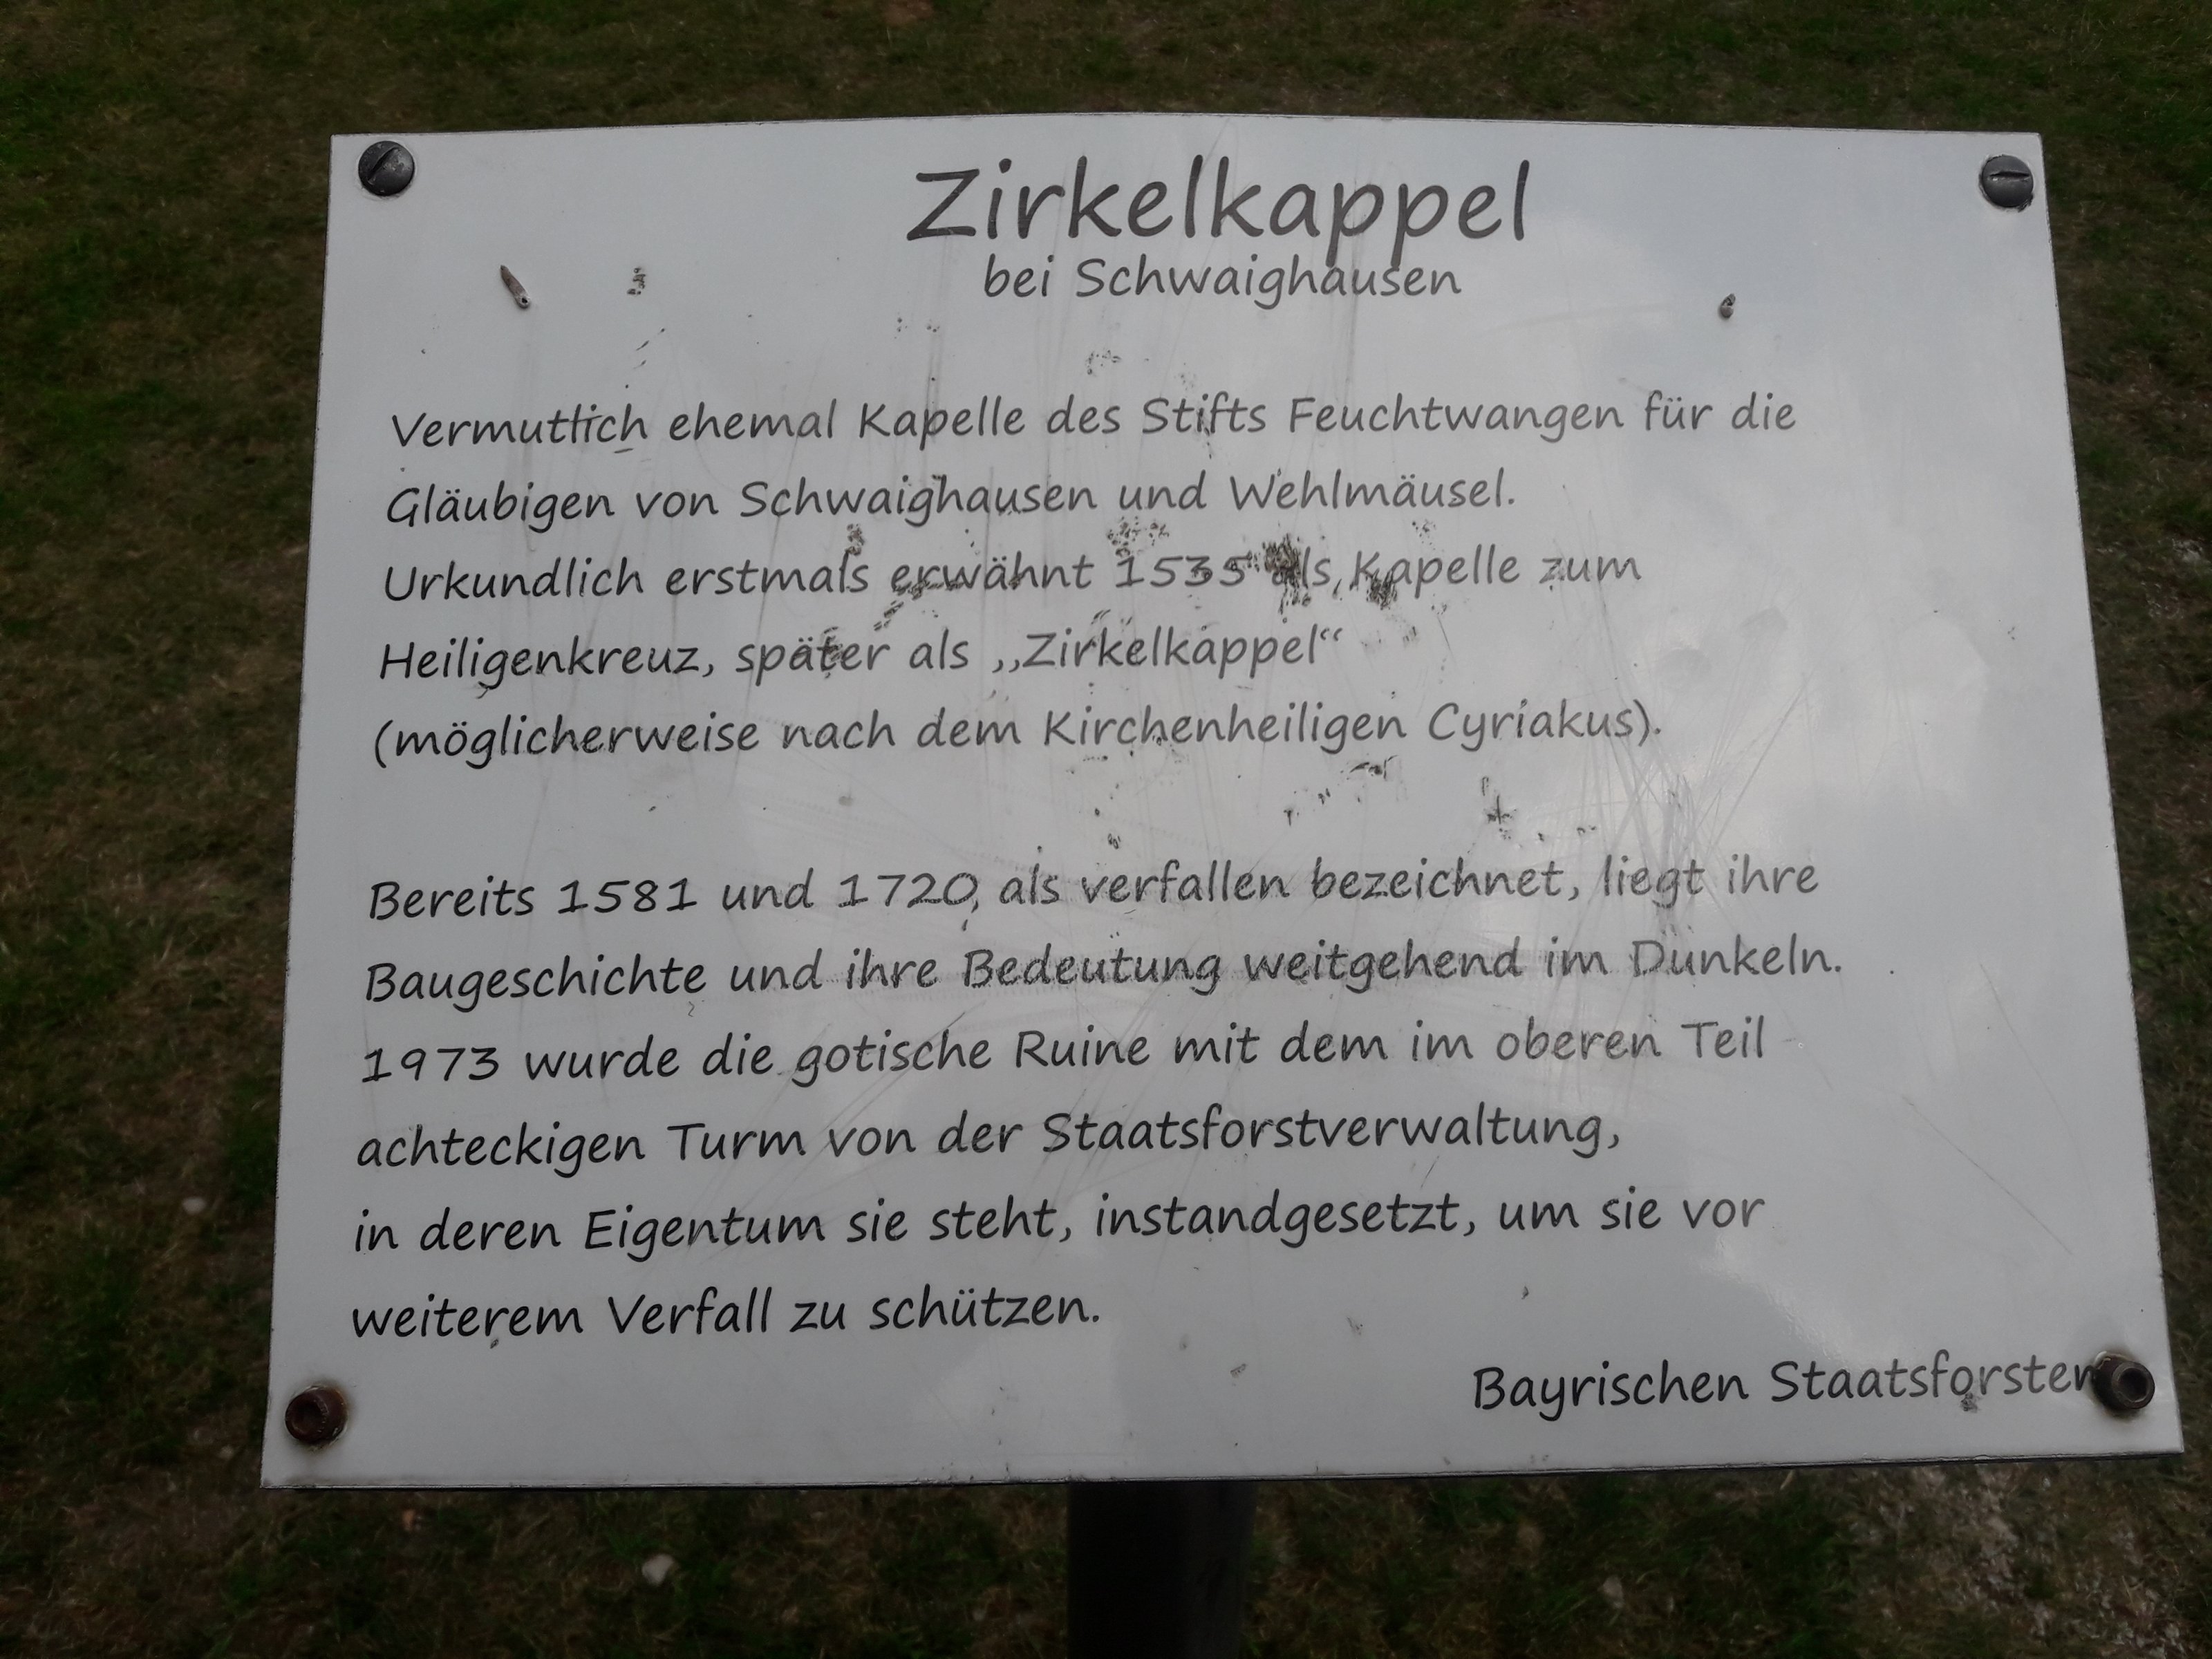 Zirkelkappel
bei Schwaighausen
Vermutlich ehemal Kapelle des Stifts Feuchtwangen für die
Gläubigen von Schwaighausen und Wehlmäusel.
Urkundlich erstmals erwähnt 1535 als Kapelle zum
Heiligenkreuz, später als ,,Zirkelkappel“
(möglicherweise nach dem Kirchenheiligen Cyriakus).
Bereits 1581 und 1720, als verfallen bezeichnet, liegt ihre
Baugeschichte und ihre Bedeutung weitgehend im Dunkeln.
1973 wurde die gotische Ruine mit dem im oberen Teil
achteckigen Turm von der Staatsforstverwaltung,
in deren Eigentum sie steht, instandgesetzt, um sie vor
weiterem Verfall zu schützen.
Bayrischen Staatsforsten